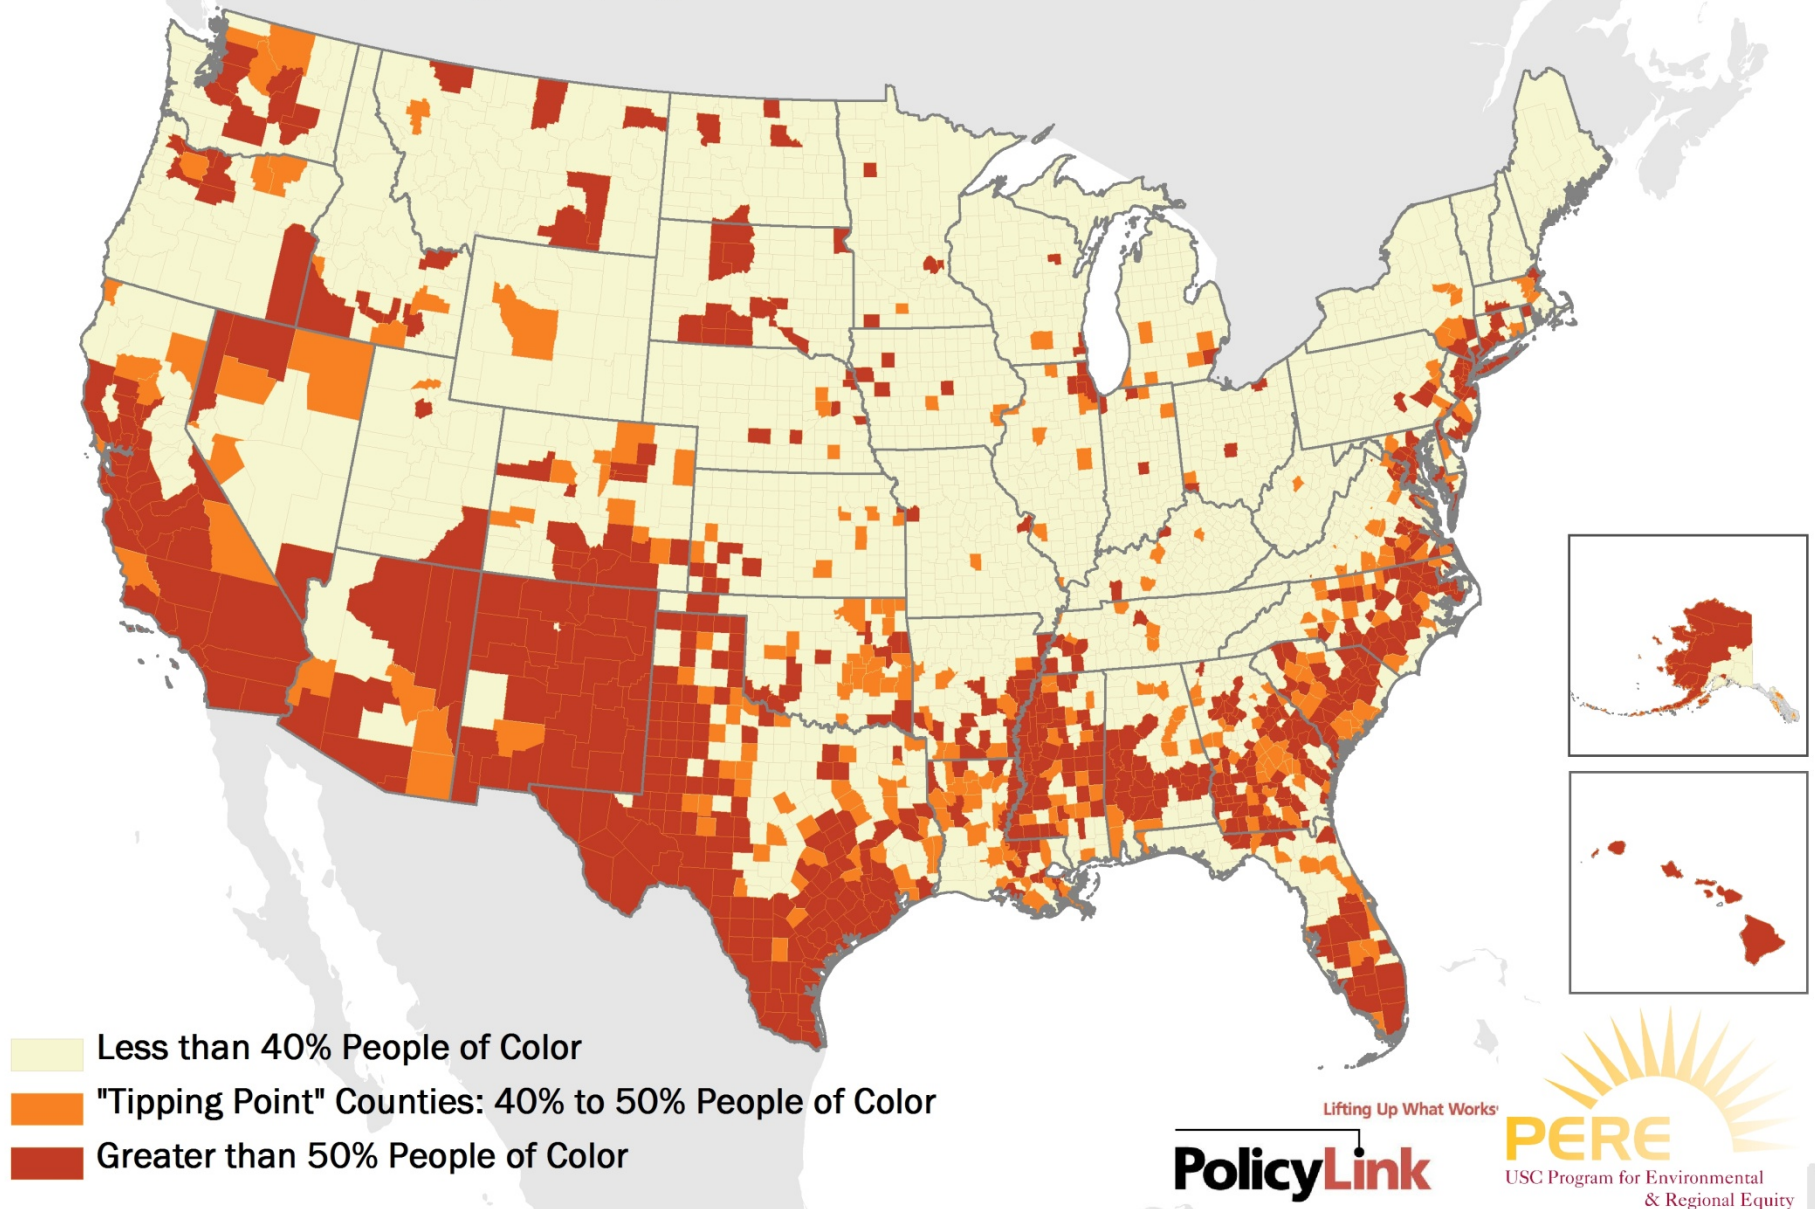 Less than 40% People of Color
"Tipping Point" Counties: 40% to 50% People of Color
Greater than 50% People of Color
Lifting Up What Works
PolicyLink
PERE
USC Program for Environmental
& Regional Equity